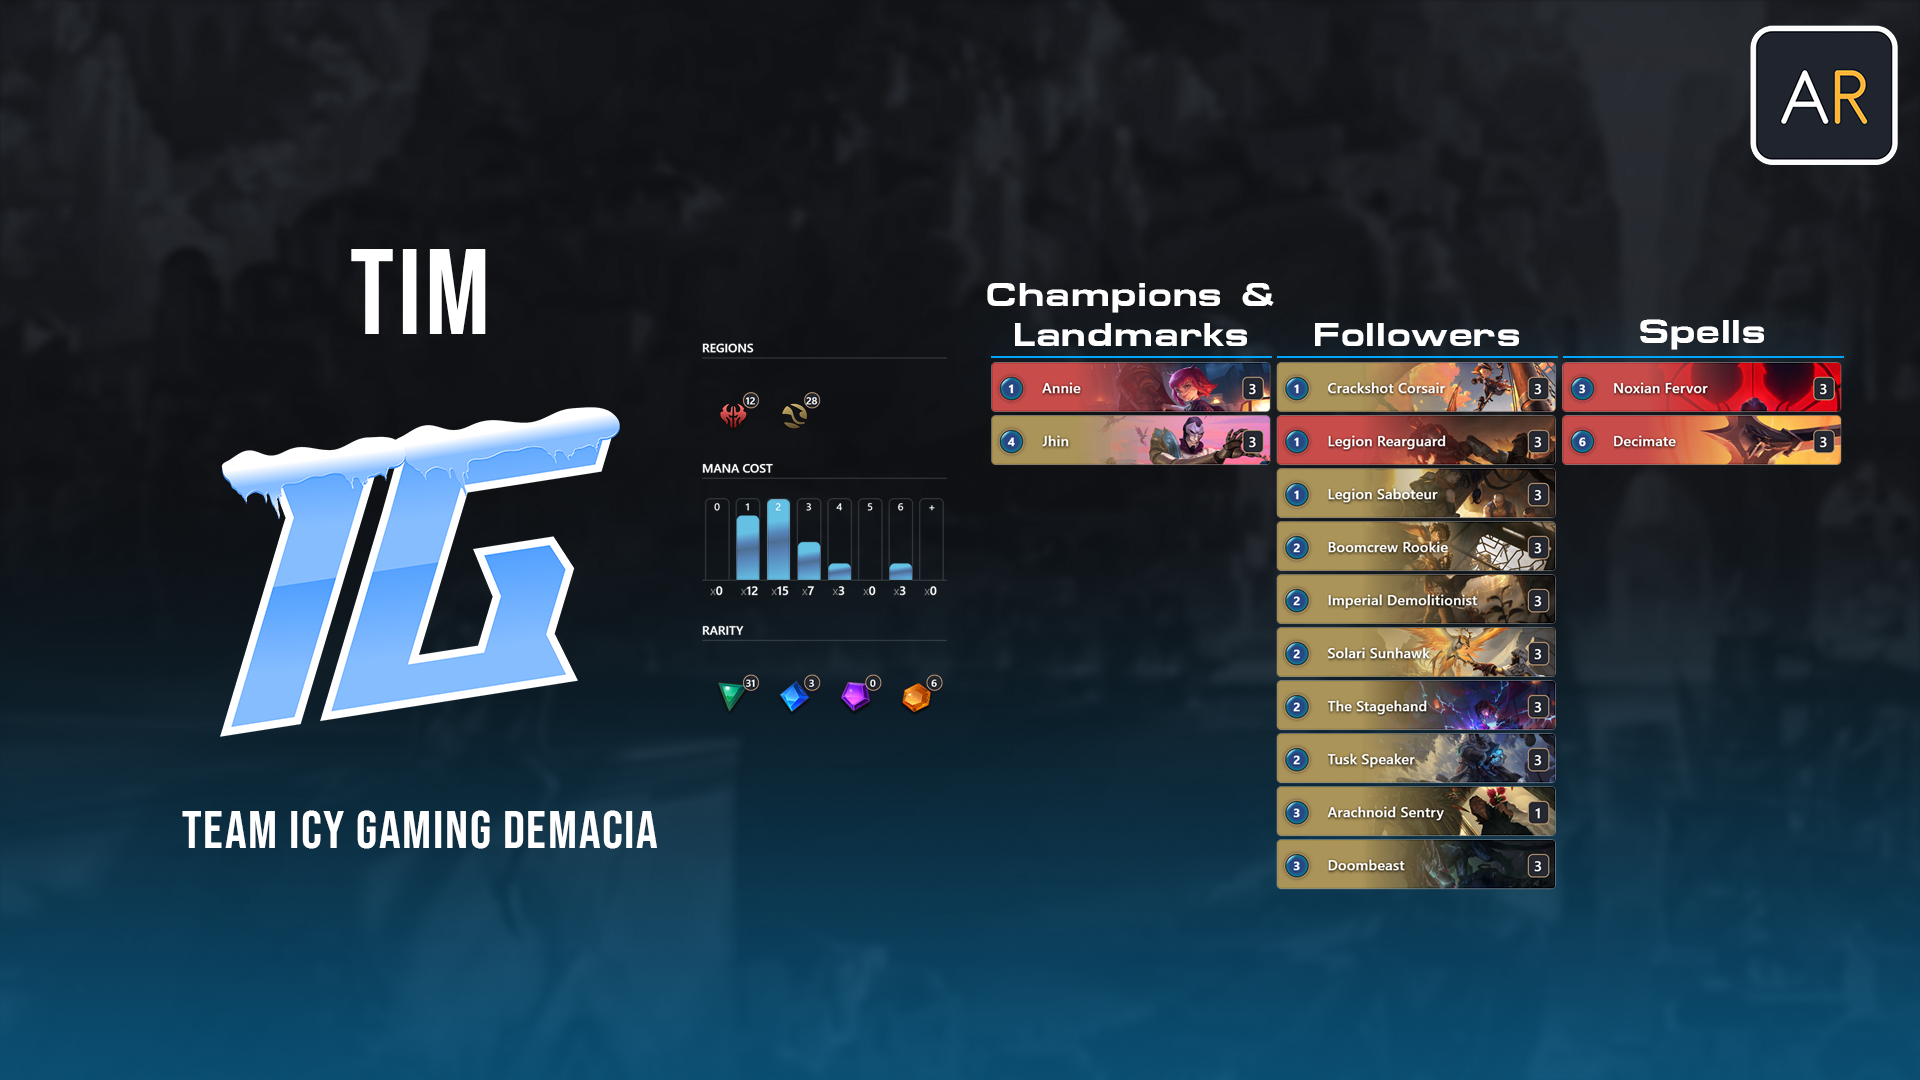 AR
TIM
TEAM ICY GAMING DEMACIA
REGIONS
12
28
MANA COST
0 1 2 3 4 5 6 +
x0 x12 x15 x7 x3 x0 x3 x0
RARITY
31 3 0 6
Champions &
Landmarks
1 Annie 3
4 Jhin 3
Followers
1 Crackshot Corsair 3
1 Legion Rearguard 3
1 Legion Saboteur 3
2 Boomcrew Rookie 3
2 Imperial Demolitionist 3
2 Solari Sunhawk 3
2 The Stagehand 3
2 Tusk Speaker 3
3 Arachnoid Sentry 1
3 Doombeast 3
Spells
3 Noxian Fervor 3
6 Decimate 3